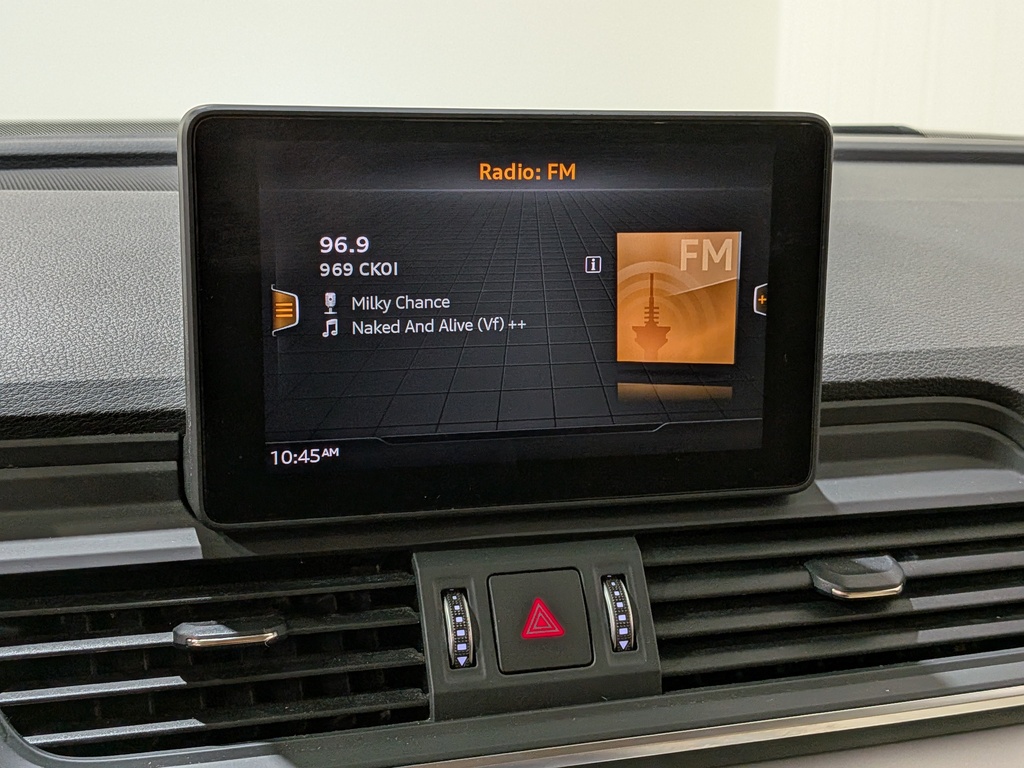 Radio: FM
96.9
969 CKOI
i
FM
Milky Chance
Naked And Alive (Vf) ++
+
10:45AM